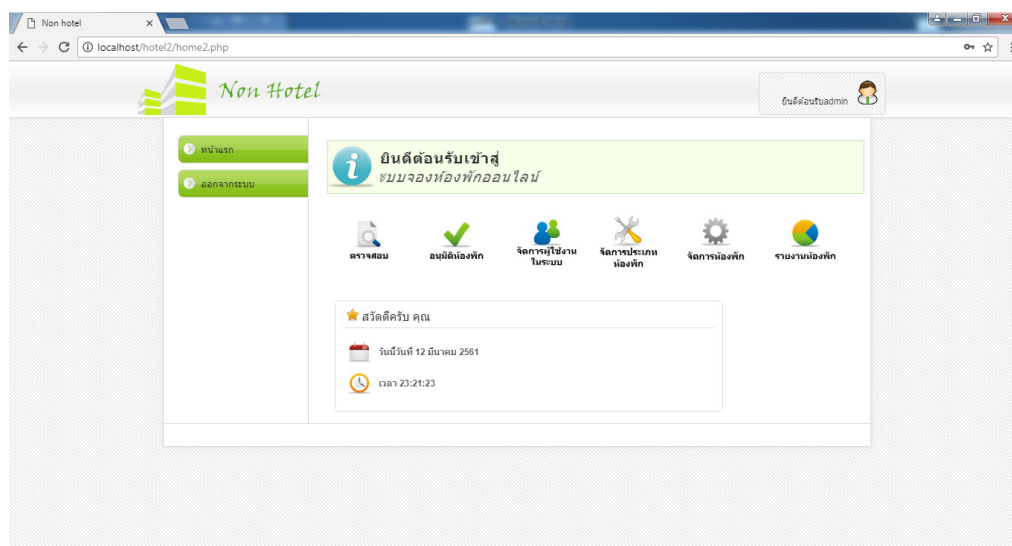 Non hotel
localhost/hotel2/home2.php
Non Hotel
ยินดีต้อนรับadmin
หน้าแรก
ออกจากระบบ
ยินดีต้อนรับเข้าสู่
ระบบจองห้องพักออนไลน์
ตรวจสอบ
อนุมัติห้องพัก
จัดการผู้ใช้งาน
ในระบบ
จัดการประเภท
ห้องพัก
จัดการห้องพัก
รายงานห้องพัก
สวัดดีครับ คุณ
วันนี้วันที่ 12 มีนาคม 2561
เวลา 23:21:23